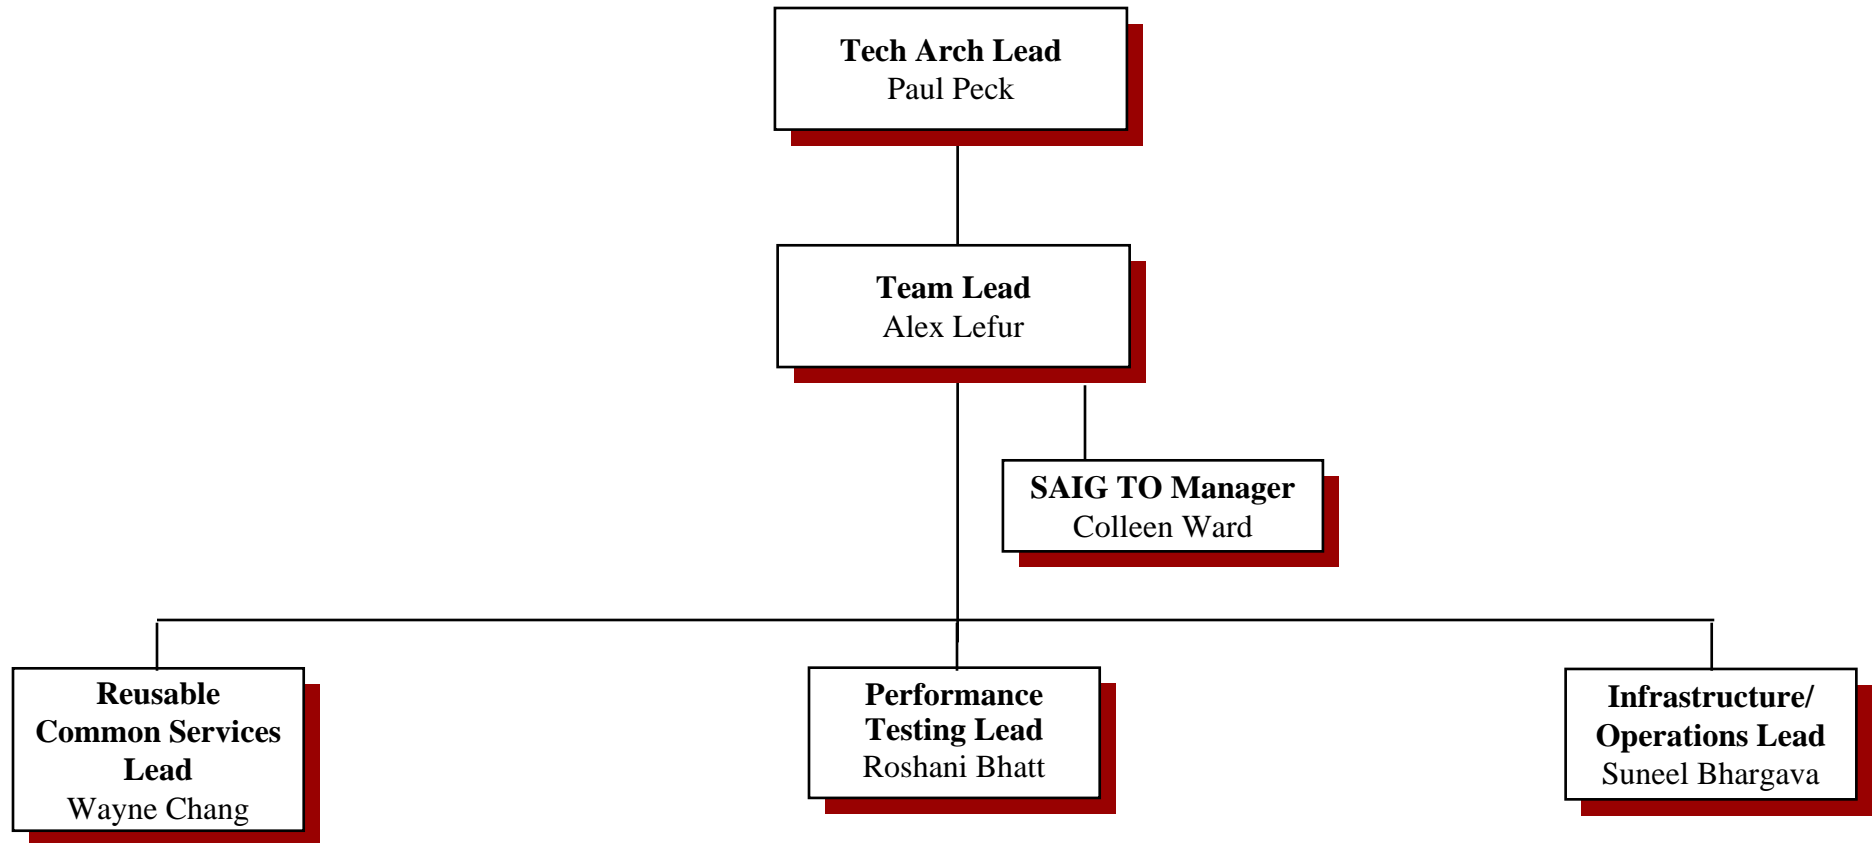 Tech Arch Lead
Paul Peck
Team Lead
Alex Lefur
SAIG TO Manager
Colleen Ward
Reusable
Common Services
Lead
Wayne Chang
Performance
Testing Lead
Roshani Bhatt
Infrastructure/
Operations Lead
Suneel Bhargava